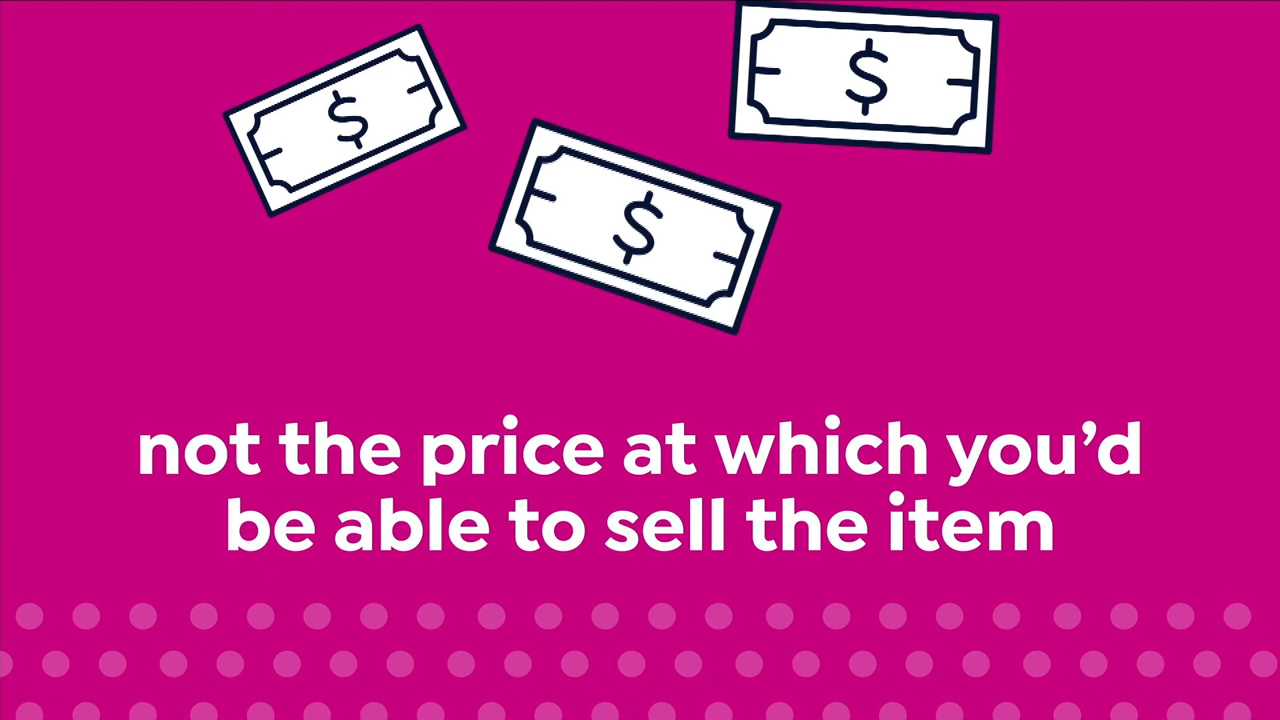 $
$
$
not the price at which you’d
be able to sell the item